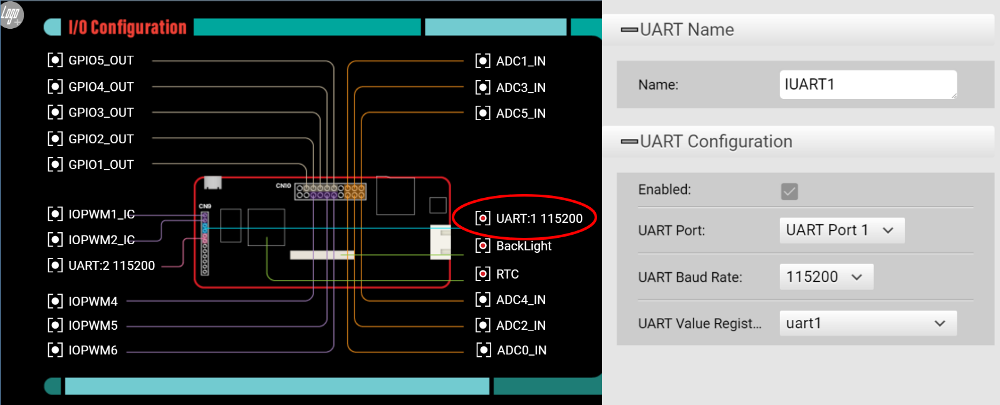 Logo
I/O Configuration
GPIO5_OUT
GPIO4_OUT
GPIO3_OUT
GPIO2_OUT
GPIO1_OUT
IOPWM1_IC
IOPWM2_IC
UART:2 115200
IOPWM4
IOPWM5
IOPWM6
CN10
CN9
ADC1_IN
ADC3_IN
ADC5_IN
UART:1 115200
BackLight
RTC
ADC4_IN
ADC2_IN
ADC0_IN
UART Name
Name: IUART1
UART Configuration
Enabled:
UART Port: UART Port 1
UART Baud Rate: 115200
UART Value Regist... uart1